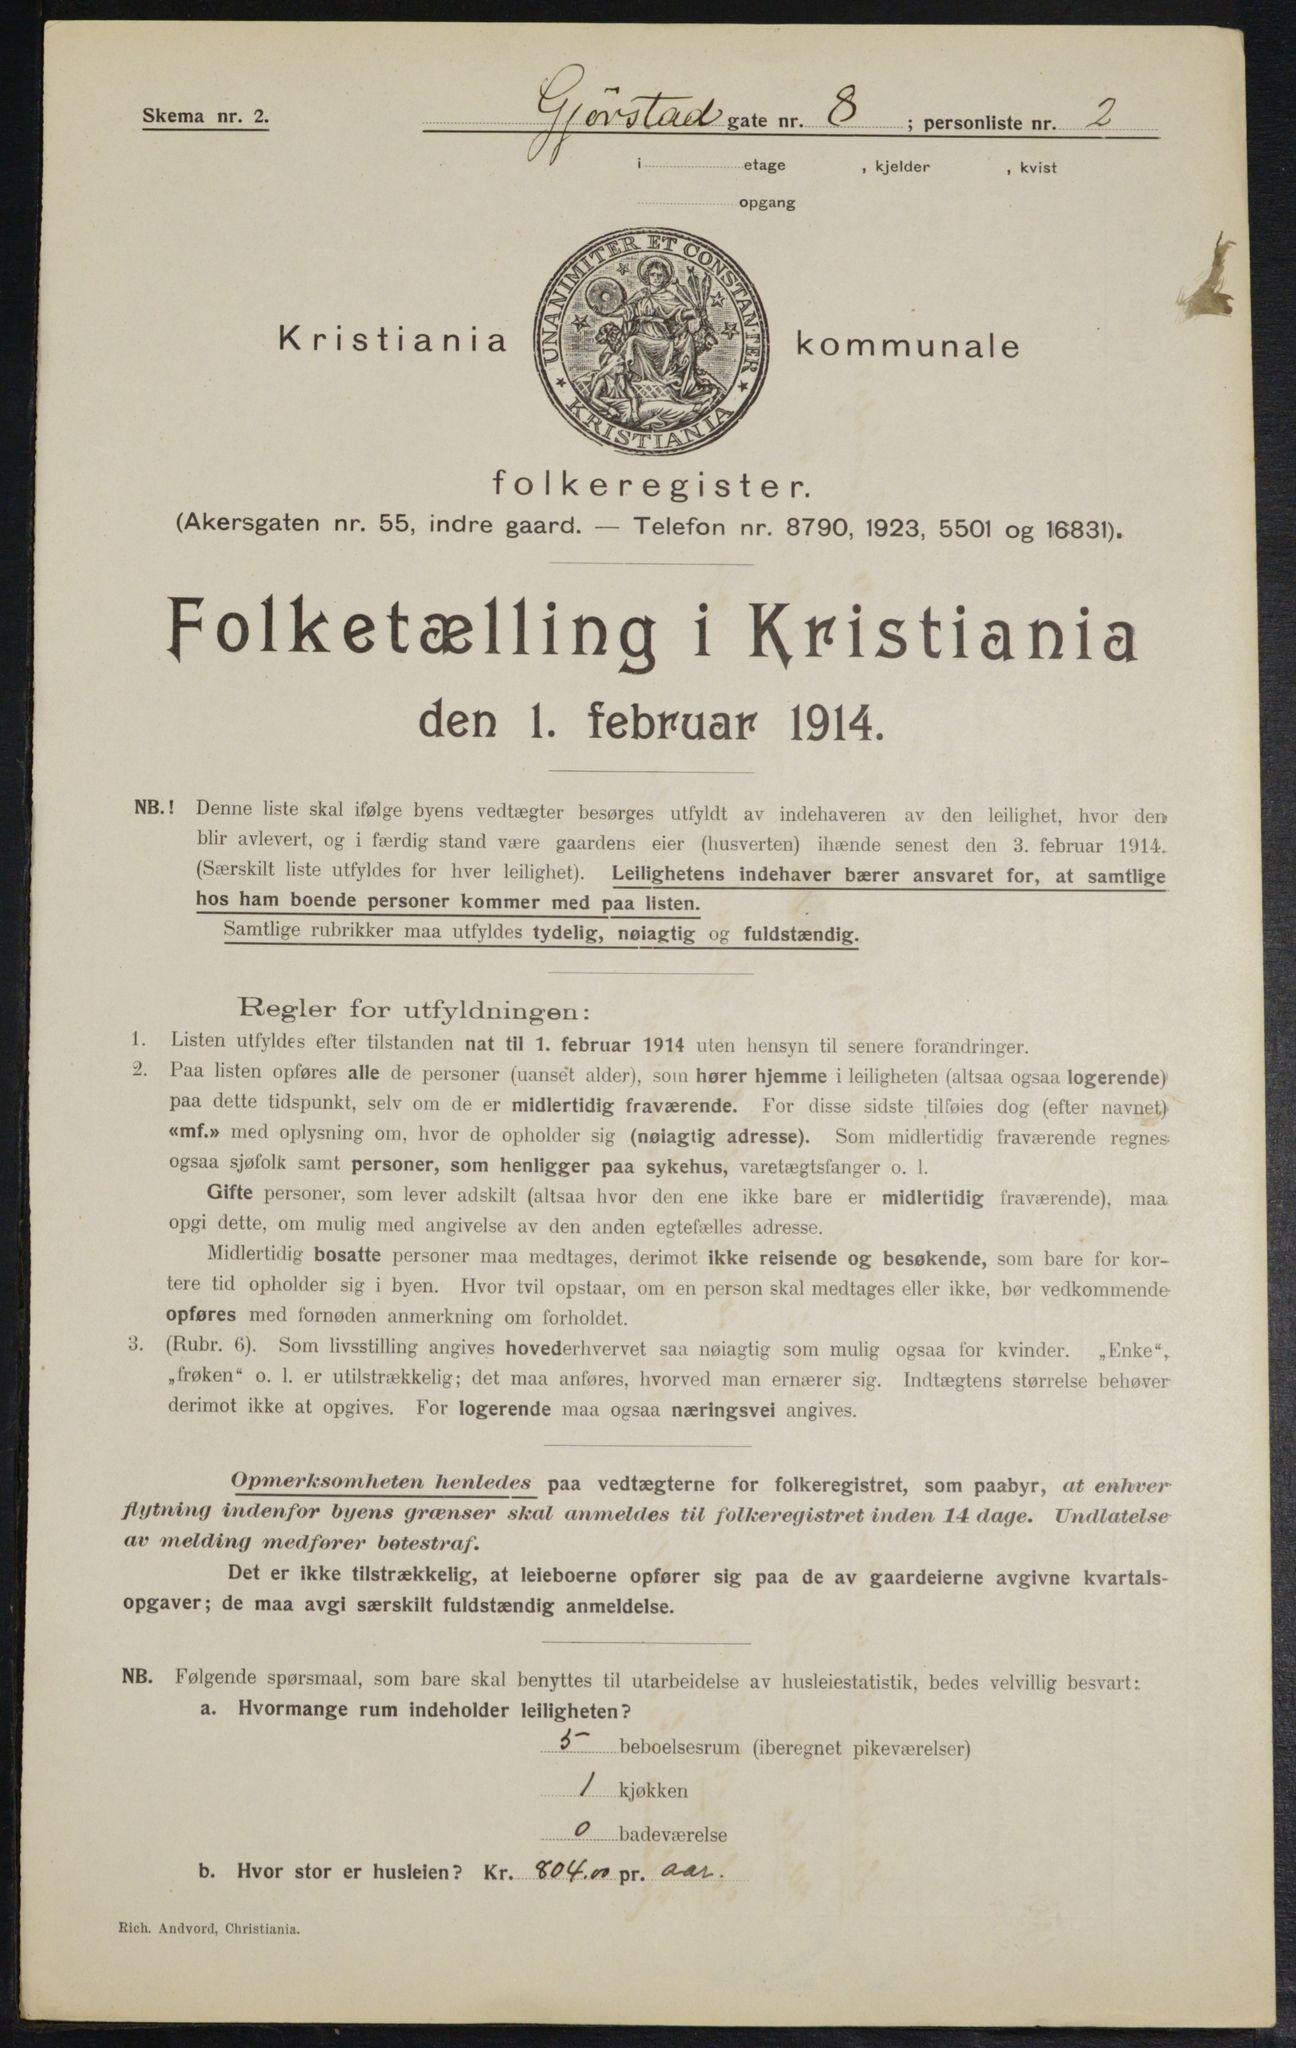 Skema nr. 2.
Gjörstad gate nr. 8 ; personliste nr. 2
i etage , kjelder , kvist
opgang
UNANIMITER ET CONSTANTER
KRISTIANIA
Kristiania kommunale
folkeregister.
(Akersgaten nr. 55, indre gaard. — Telefon nr. 8790, 1923, 5501 og 16831).
Folketælling i Kristiania
den 1. februar 1914.
NB.! Denne liste skal ifølge byens vedtægter besørges utfyldt av indehaveren av den leilighet, hvor den
blir avlevert, og i færdig stand være gaardens eier (husverten) ihænde senest den 3. februar 1914.
(Særskilt liste utfyldes for hver leilighet). Leilighetens indehaver bærer ansvaret for, at samtlige
hos ham boende personer kommer med paa listen.
Samtlige rubrikker maa utfyldes tydelig, nøiagtig og fuldstændig.
Regler for utfyldningen:
1. Listen utfyldes efter tilstanden nat til 1. februar 1914 uten hensyn til senere forandringer.
2. Paa listen opføres alle de personer (uanset alder), som hører hjemme i leiligheten (altsaa ogsaa logerende)
paa dette tidspunkt, selv om de er midlertidig fraværende. For disse sidste tilføies dog (efter navnet)
«mf.» med oplysning om, hvor de opholder sig (nøiagtig adresse). Som midlertidig fraværende regnes
ogsaa sjøfolk samt personer, som henligger paa sykehus, varetægtsfanger o. l.
Gifte personer, som lever adskilt (altsaa hvor den ene ikke bare er midlertidig fraværende), maa
opgi dette, om mulig med angivelse av den anden egtefælles adresse.
Midlertidig bosatte personer maa medtages, derimot ikke reisende og besøkende, som bare for kor-
tere tid opholder sig i byen. Hvor tvil opstaar, om en person skal medtages eller ikke, bør vedkommende
opføres med fornøden anmerkning om forholdet.
3. (Rubr. 6). Som livsstilling angives hovederhvervet saa nøiagtig som mulig ogsaa for kvinder. „Enke“,
„frøken“ o. l. er utilstrækkelig; det maa anføres, hvorved man ernærer sig. Indtægtens størrelse behøver
derimot ikke at opgives. For logerende maa ogsaa næringsvei angives.
Opmerksomheten henledes paa vedtægterne for folkeregistret, som paabyr, at enhver
flytning indenfor byens grænser skal anmeldes til folkeregistret inden 14 dage. Undlatelse
av melding medfører bøtestraf.
Det er ikke tilstrækkelig, at leieboerne opfører sig paa de av gaardeierne avgivne kvartals-
opgaver; de maa avgi særskilt fuldstændig anmeldelse.
NB. Følgende spørsmaal, som bare skal benyttes til utarbeidelse av husleiestatistik, bedes velvillig besvart:
a. Hvormange rum indeholder leiligheten?
5 beboelsesrum (iberegnet pikeværelser)
1 kjøkken
0 badeværelse
b. Hvor stor er husleien? Kr. 804.00 pr. aar.
Rich. Andvord, Christiania.